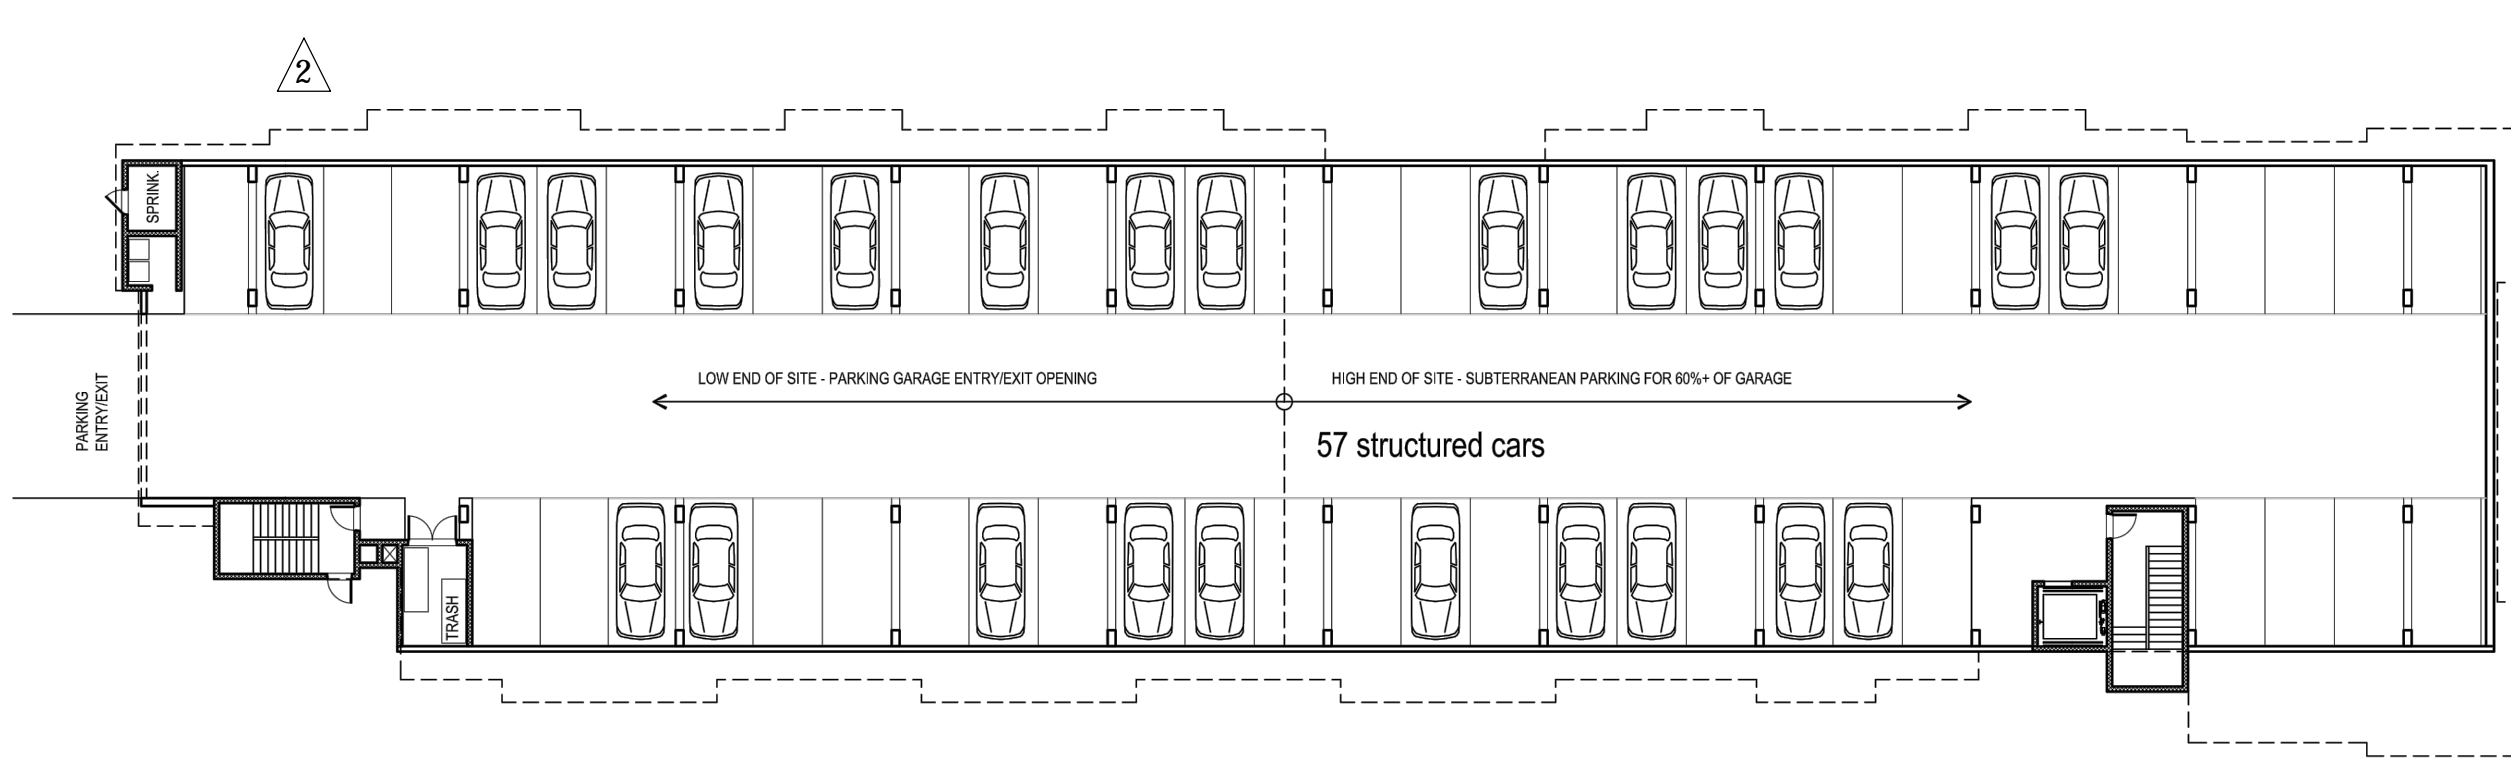 2
SPRINK.
LOW END OF SITE - PARKING GARAGE ENTRY/EXIT OPENING
HIGH END OF SITE - SUBTERRANEAN PARKING FOR 60%+ OF GARAGE
PARKING
ENTRY/EXIT
57 structured cars
TRASH